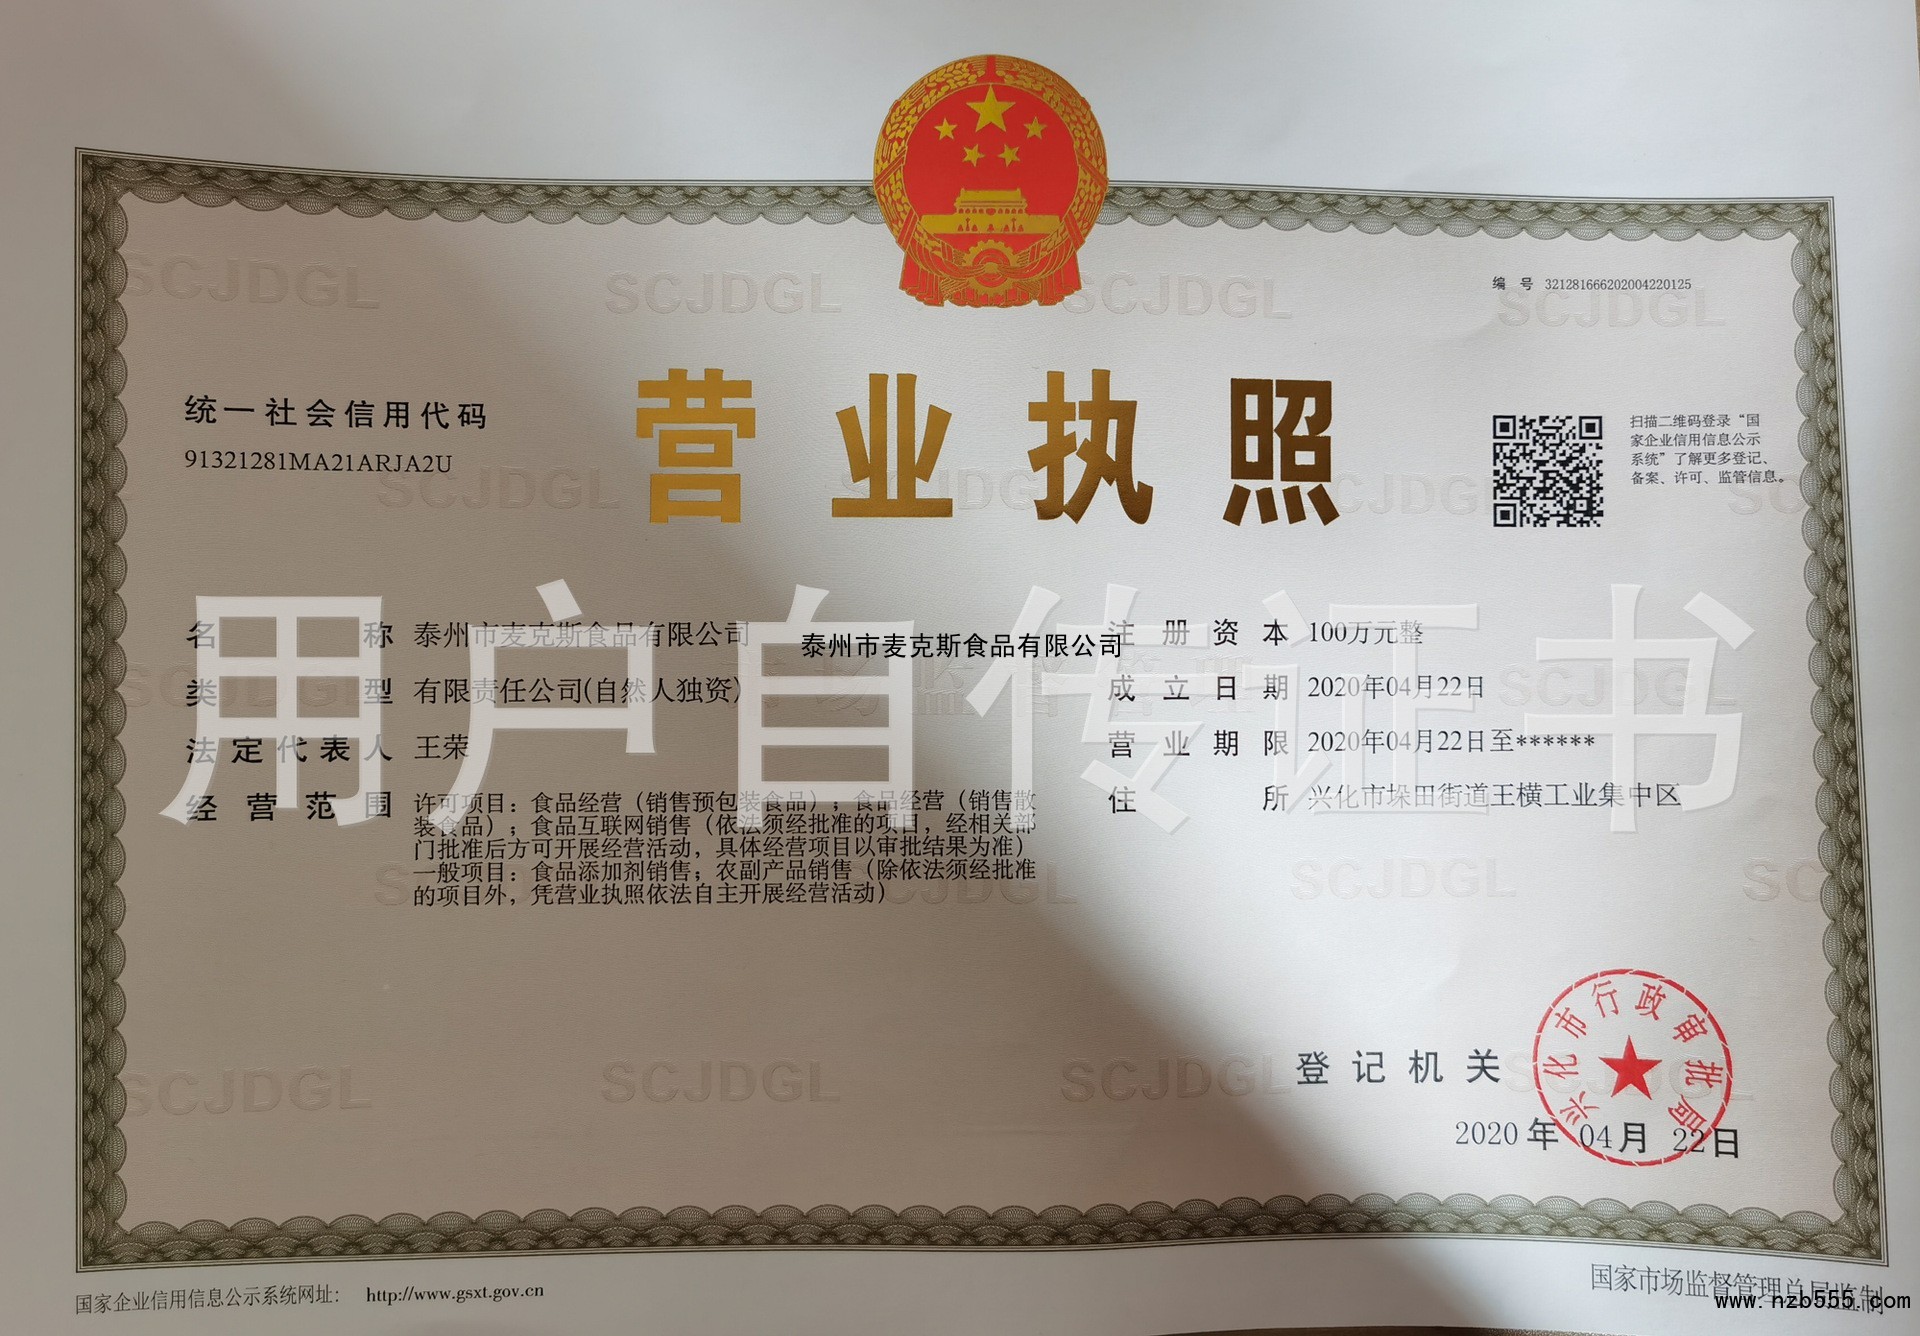 编 号 321281666202004220125
营业执照
统一社会信用代码
91321281MA21ARJA2U
扫描二维码登录“国
家企业信用信息公示
系统”了解更多登记、
备案、许可、监管信息。
名称 泰州市麦克斯食品有限公司
类型 有限责任公司(自然人独资)
法定代表人 王荣
经营范围 许可项目：食品经营（销售预包装食品）；食品经营（销售散
装食品）；食品互联网销售（依法须经批准的项目，经相关部
门批准后方可开展经营活动，具体经营项目以审批结果为准）
一般项目：食品添加剂销售；农副产品销售（除依法须经批准
的项目外，凭营业执照依法自主开展经营活动）
泰州市麦克斯食品有限公司
注册资本 100万元整
成立日期 2020年04月22日
营业期限 2020年04月22日至******
住所 兴化市垛田街道王横工业集中区
用户自传证书
SCJDGL SCJDGL SCJDGL SCJDGL
SCJDGL
SCJDGL
SCJDGL
SCJDGL SCJDGL
登记机关
兴化市行政审批局
2020年04月22日
国家企业信用信息公示系统网址： http://www.gsxt.gov.cn
国家市场监督管理总局监制
www.nzb555.com